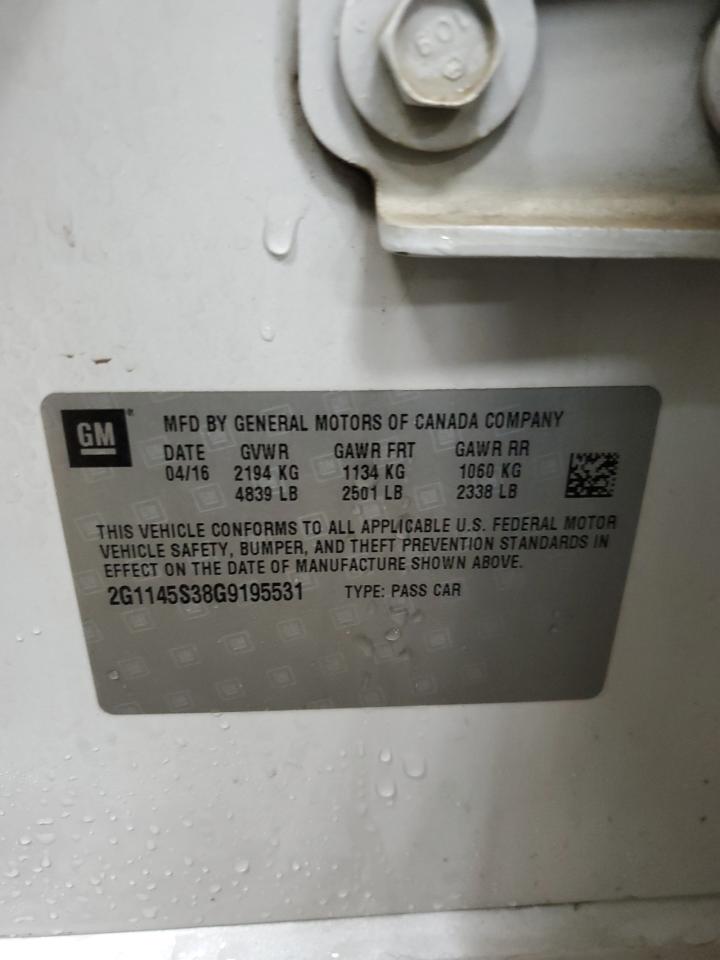 109
GM®
MFD BY GENERAL MOTORS OF CANADA COMPANY
DATE GVWR GAWR FRT GAWR RR
04/16 2194 KG 1134 KG 1060 KG
4839 LB 2501 LB 2338 LB
THIS VEHICLE CONFORMS TO ALL APPLICABLE U.S. FEDERAL MOTOR
VEHICLE SAFETY, BUMPER, AND THEFT PREVENTION STANDARDS IN
EFFECT ON THE DATE OF MANUFACTURE SHOWN ABOVE.
2G1145S38G9195531 TYPE: PASS CAR